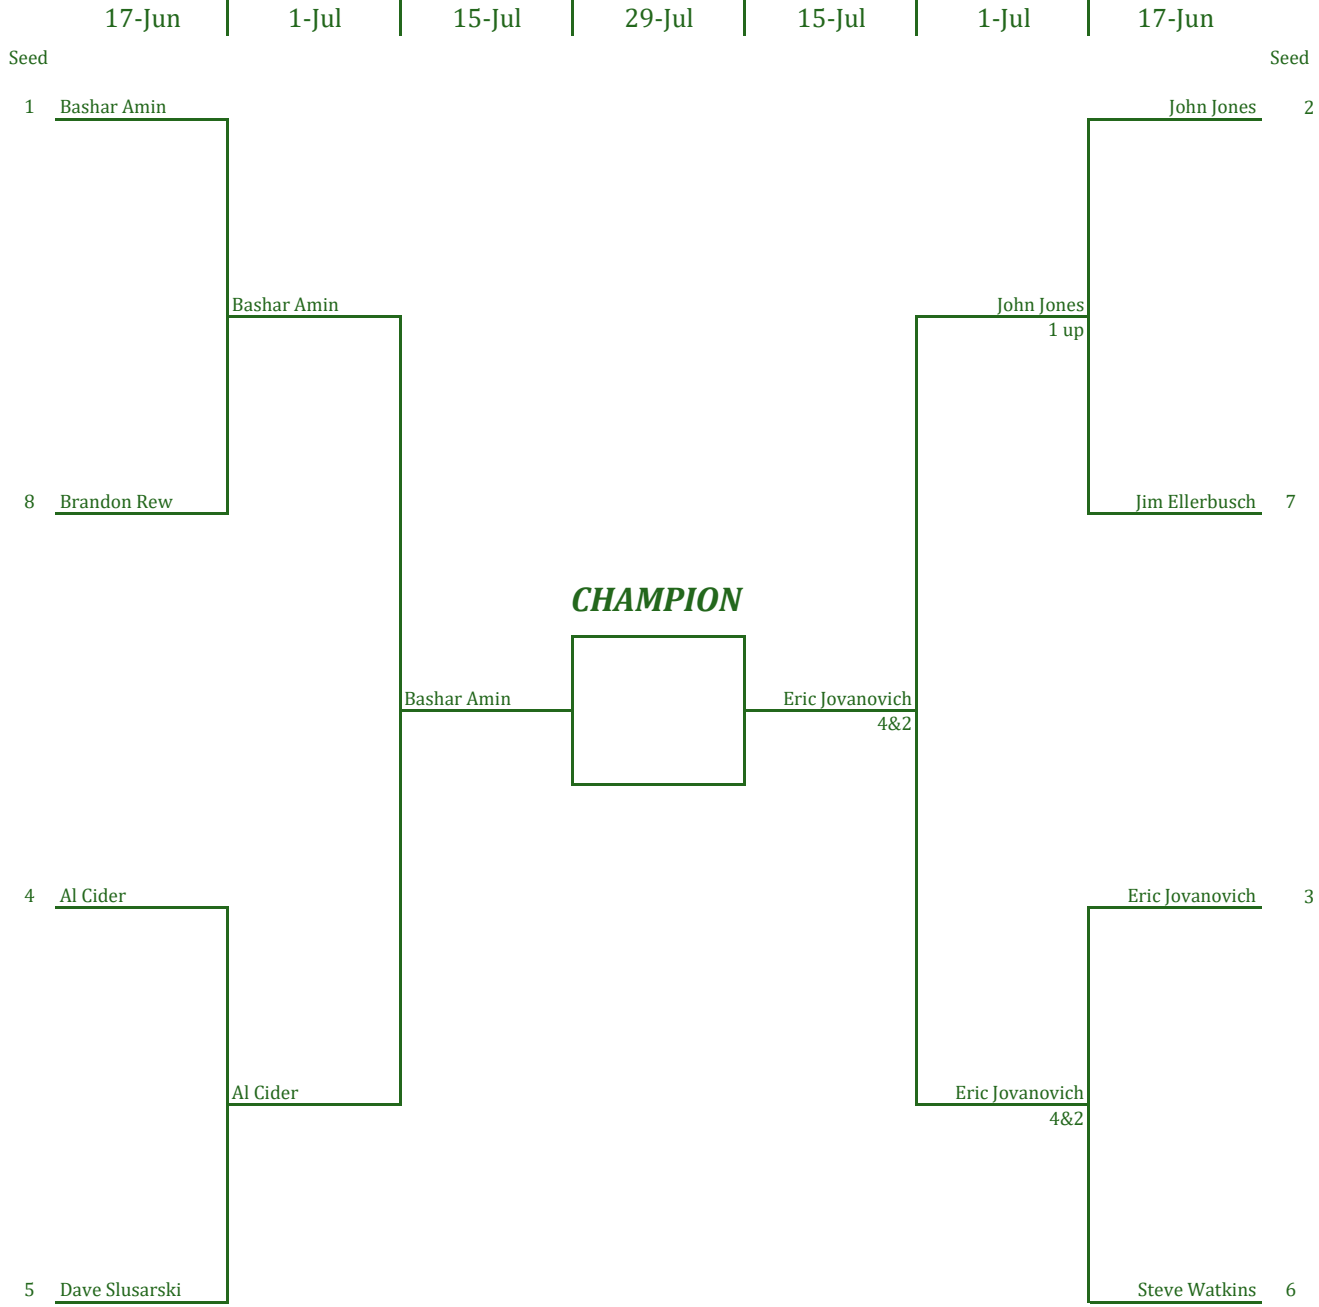 17-Jun 1-Jul 15-Jul 29-Jul 15-Jul 1-Jul 17-Jun
Seed Seed
1 Bashar Amin John Jones 2
Bashar Amin John Jones
1 up
8 Brandon Rew Jim Ellerbusch 7
CHAMPION
Bashar Amin Eric Jovanovich
4&2
4 Al Cider Eric Jovanovich 3
Al Cider Eric Jovanovich
4&2
5 Dave Slusarski Steve Watkins 6